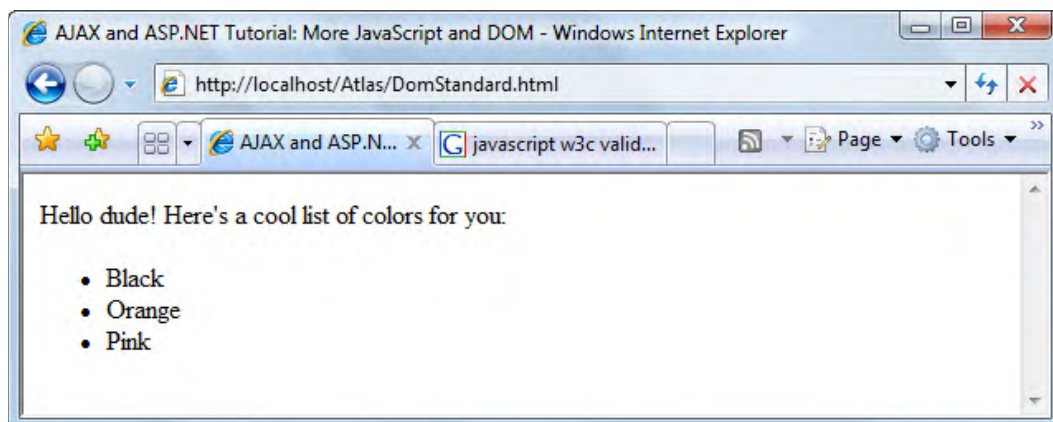 AJAX and ASP.NET Tutorial: More JavaScript and DOM - Windows Internet Explorer
http://localhost/Atlas/DomStandard.html
AJAX and ASP.N... javascript w3c valid... Page Tools
Hello dude! Here's a cool list of colors for you:
• Black
• Orange
• Pink